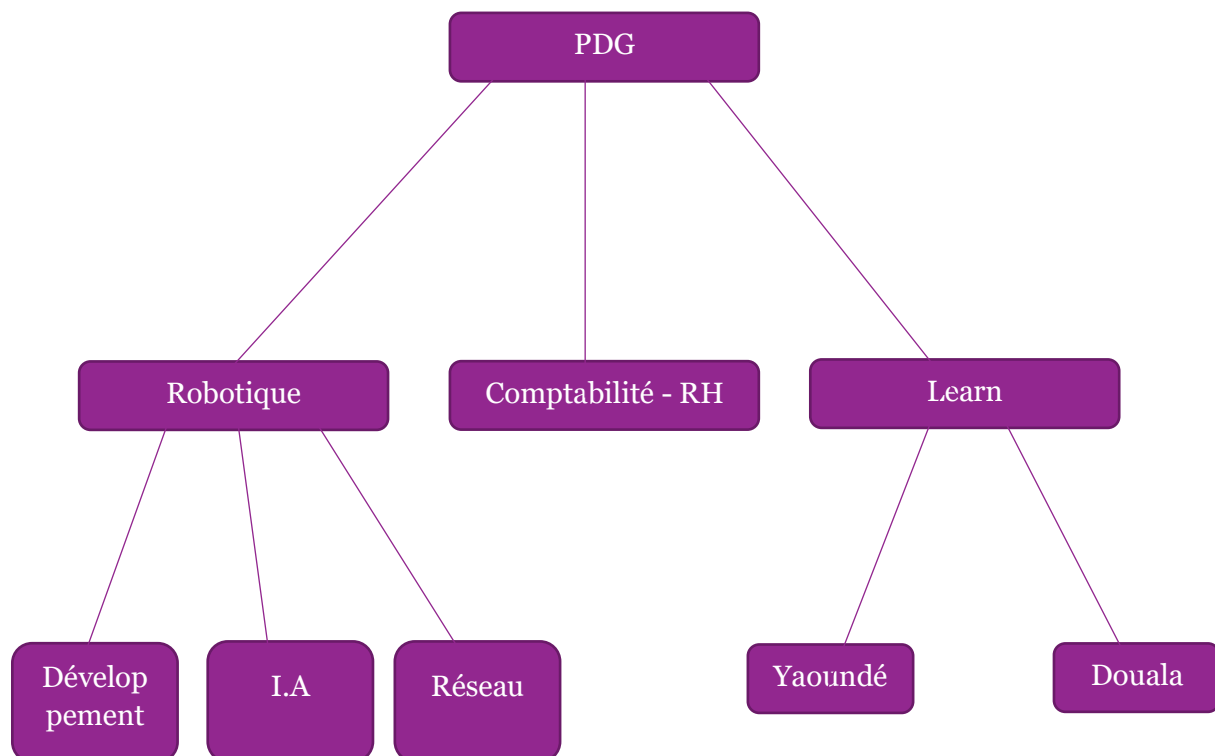 PDG
Robotique
Comptabilité - RH
Learn
Dévelop
pement
I.A
Réseau
Yaoundé
Douala